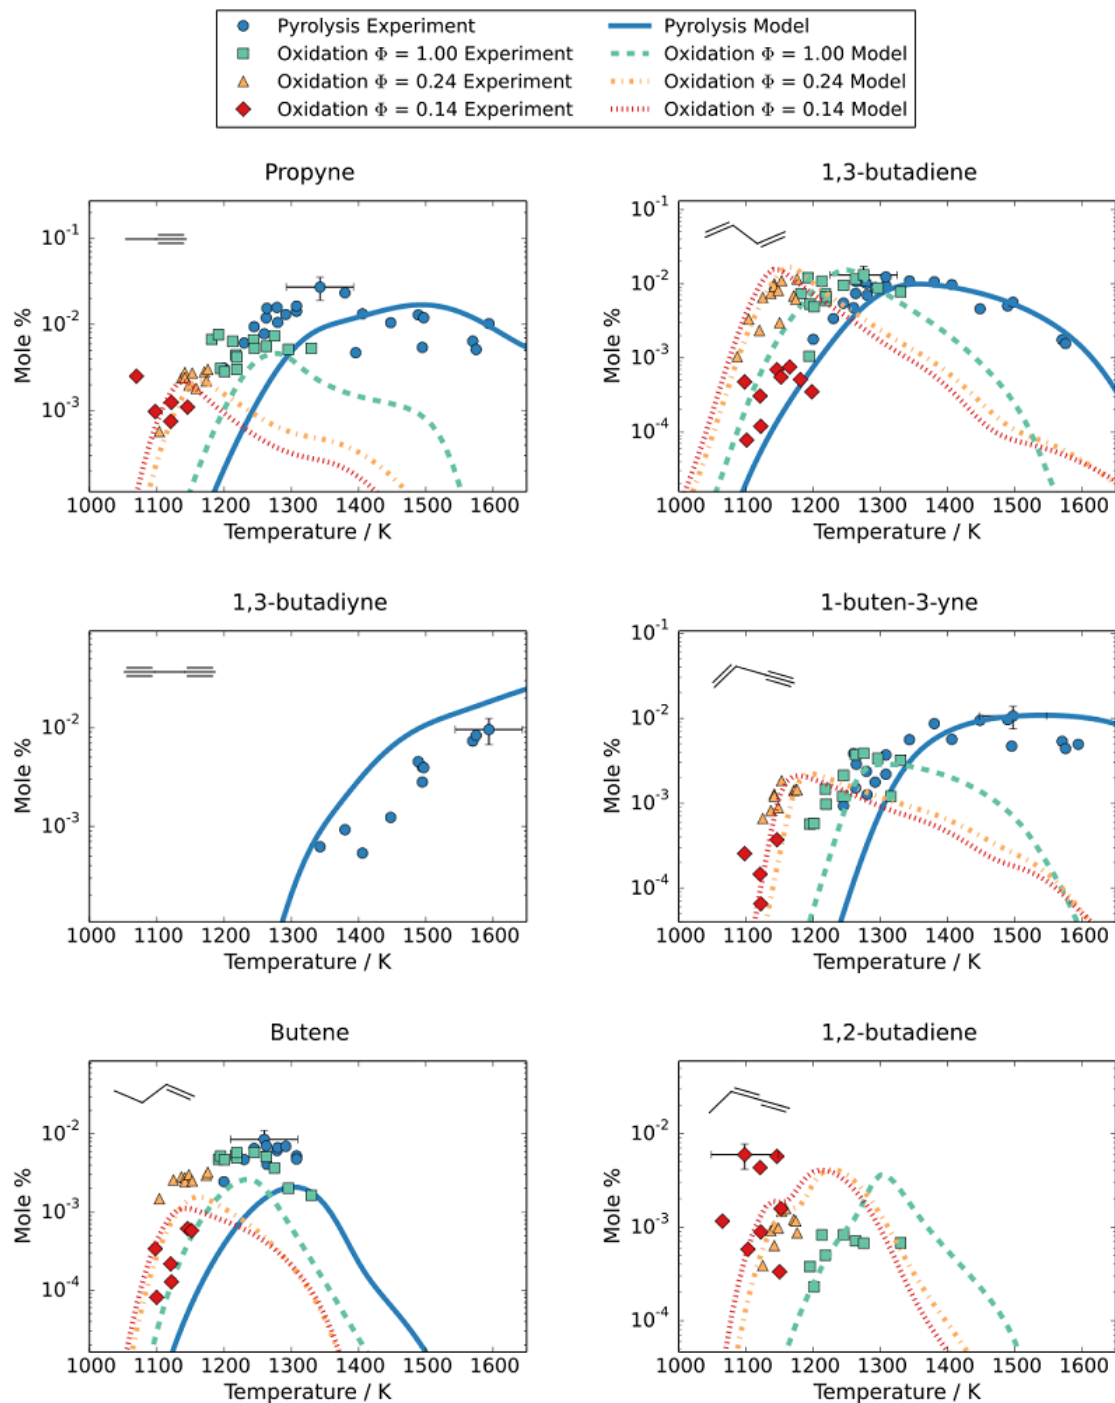 Pyrolysis Experiment Pyrolysis Model
Oxidation Φ = 1.00 Experiment Oxidation Φ = 1.00 Model
Oxidation Φ = 0.24 Experiment Oxidation Φ = 0.24 Model
Oxidation Φ = 0.14 Experiment Oxidation Φ = 0.14 Model
Propyne
Mole %
10⁻¹
10⁻²
10⁻³
1000 1100 1200 1300 1400 1500 1600
Temperature / K
1,3-butadiene
Mole %
10⁻¹
10⁻²
10⁻³
10⁻⁴
1000 1100 1200 1300 1400 1500 1600
Temperature / K
1,3-butadiyne
Mole %
10⁻²
10⁻³
1000 1100 1200 1300 1400 1500 1600
Temperature / K
1-buten-3-yne
Mole %
10⁻¹
10⁻²
10⁻³
10⁻⁴
1000 1100 1200 1300 1400 1500 1600
Temperature / K
Butene
Mole %
10⁻²
10⁻³
10⁻⁴
1000 1100 1200 1300 1400 1500 1600
Temperature / K
1,2-butadiene
Mole %
10⁻²
10⁻³
10⁻⁴
1000 1100 1200 1300 1400 1500 1600
Temperature / K